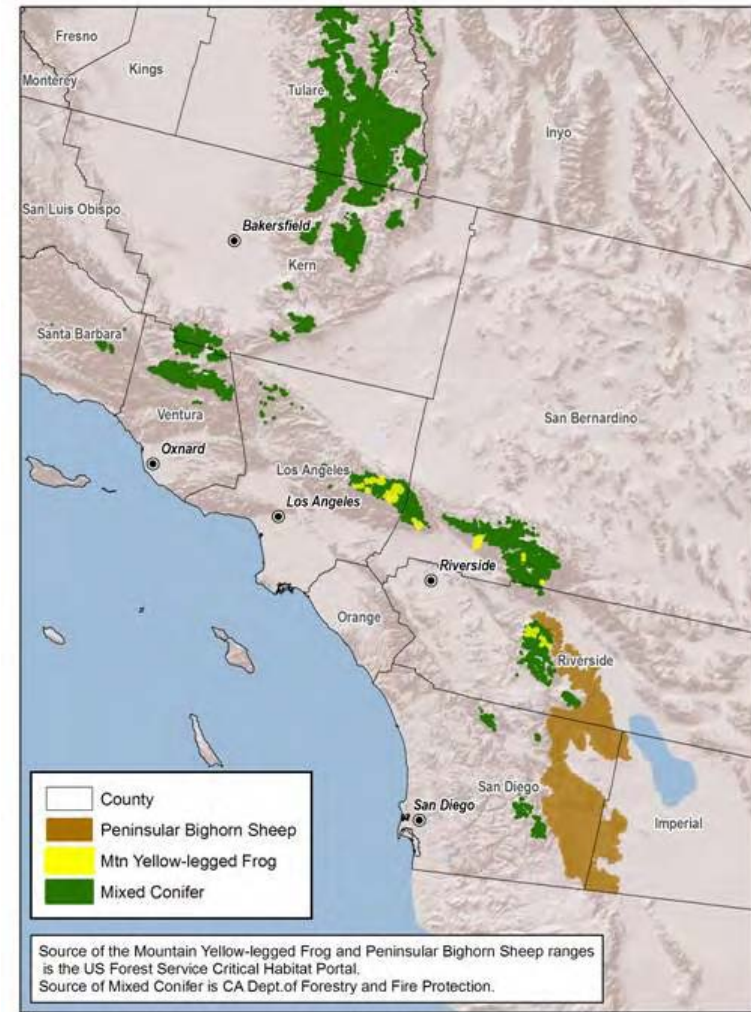 Fresno
Kings
Monterey
Tulare
Inyo
San Luis Obispo
Bakersfield
Kern
Santa Barbara
Ventura
San Bernardino
Oxnard
Los Angeles
Los Angeles
Riverside
Orange
Riverside
San Diego
San Diego
Imperial
County
Peninsular Bighorn Sheep
Mtn Yellow-legged Frog
Mixed Conifer
Source of the Mountain Yellow-legged Frog and Peninsular Bighorn Sheep ranges
is the US Forest Service Critical Habitat Portal.
Source of Mixed Conifer is CA Dept.of Forestry and Fire Protection.